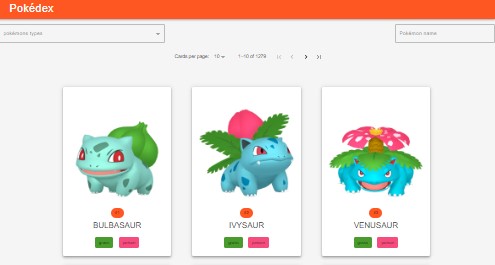 Pokédex
pokémons types
Pokémon name
Cards per page: 10 1–10 of 1279
#1 #2 #3
BULBASAUR IVYSAUR VENUSAUR
grass poison grass poison grass poison